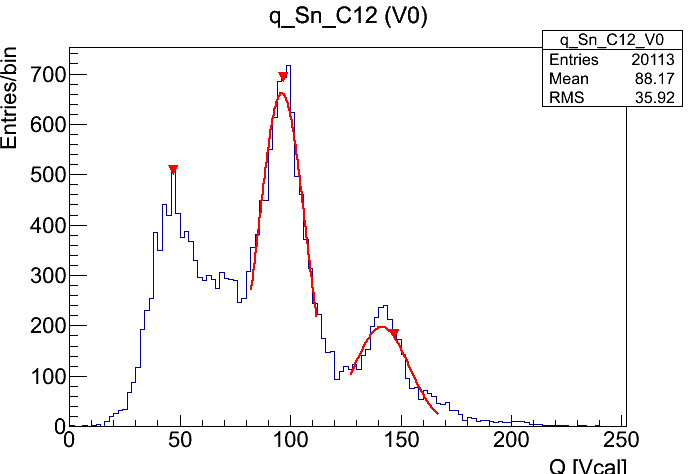 q_Sn_C12 (V0)
q_Sn_C12_V0
Entries 20113
Mean 88.17
RMS 35.92
Entries/bin
700
600
500
400
300
200
100
0
0 50 100 150 200 250
Q [Vcal]